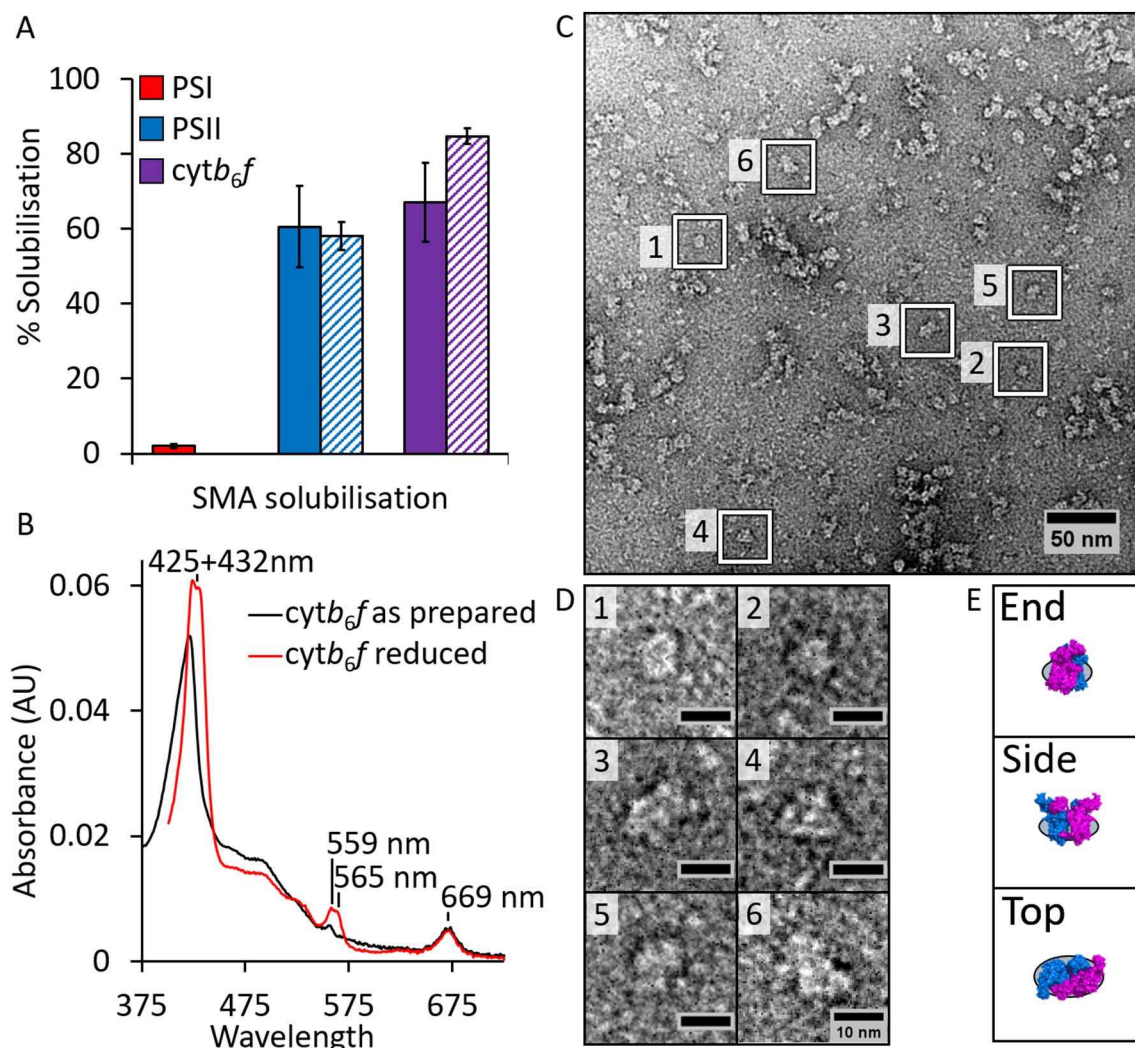 A
100
80
60
40
20
0
% Solubilisation
PSI
PSII
cytb₆f
SMA solubilisation
B
425+432nm
0.06
0.04
0.02
0
Absorbance (AU)
cytb₆f as prepared
cytb₆f reduced
559 nm
565 nm
669 nm
375 475 575 675
Wavelength
C
6
1
5
3
2
4
50 nm
D
1 2
3 4
5 6
10 nm
E
End
Side
Top